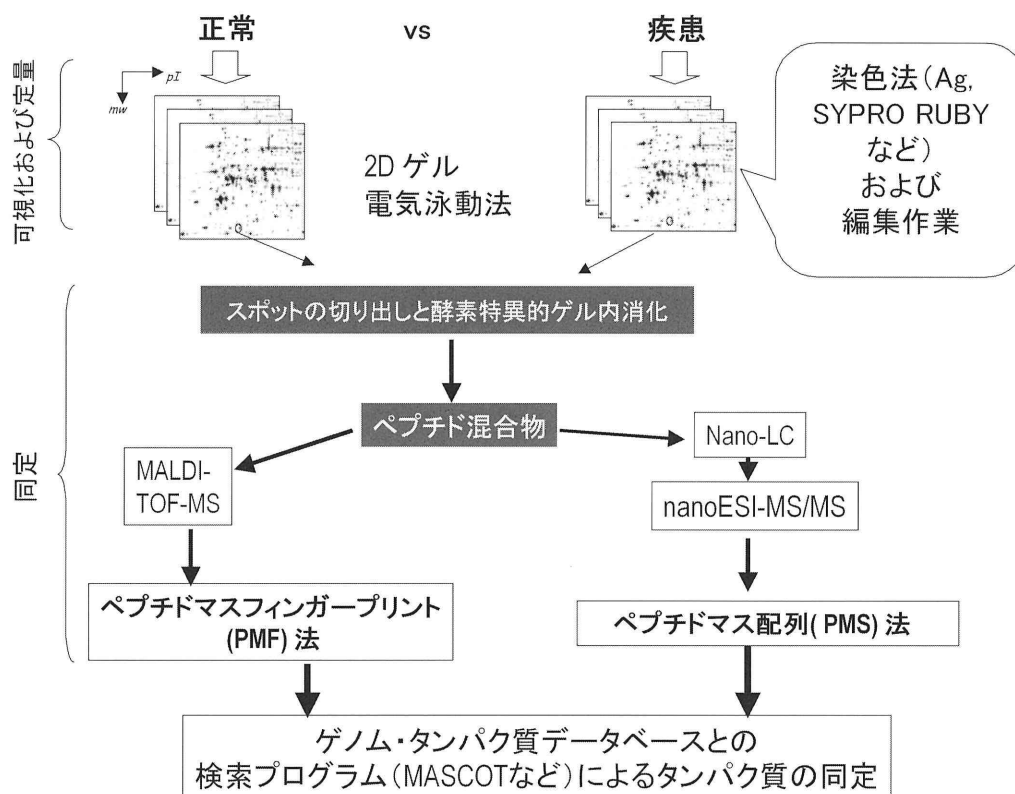 正常 vs 疾患
可視化および定量
pI
mw
2D ゲル
電気泳動法
染色法(Ag,
SYPRO RUBY
など)
および
編集作業
同定
スポットの切り出しと酵素特異的ゲル内消化
ペプチド混合物
MALDI-
TOF-MS
Nano-LC
nanoESI-MS/MS
ペプチドマスフィンガープリント
(PMF) 法
ペプチドマス配列( PMS) 法
ゲノム・タンパク質データベースとの
検索プログラム(MASCOTなど)によるタンパク質の同定